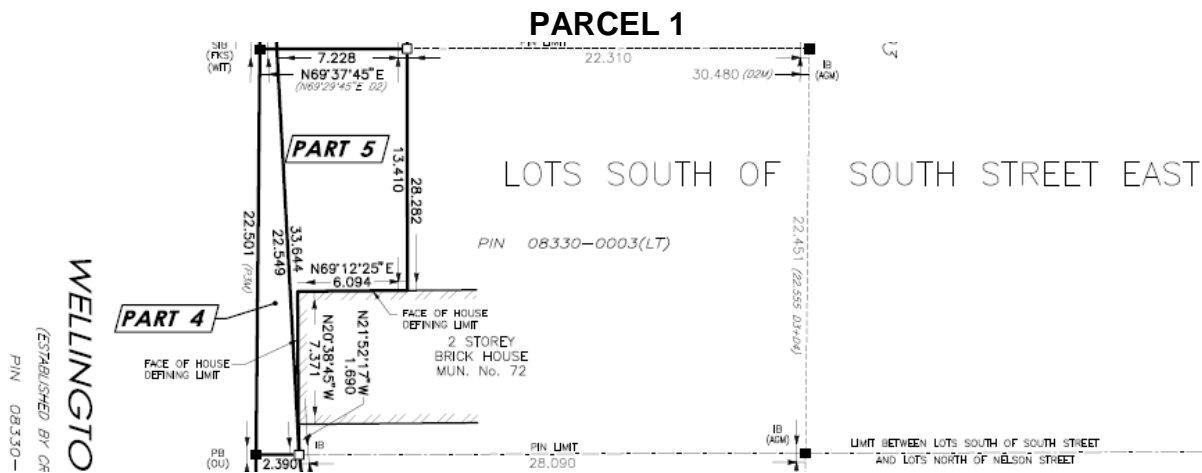 PARCEL 1
SIB
(FKS)
(WIT)
7.228
PIN LIMIT
22.310
N69°37'45"E
(N69°29'45"E D2)
30.480 (D2M)
IB
(AGM)
PART 5
13.410
28.282
LOTS SOUTH OF SOUTH STREET EAST
PIN 08330-0003(LT)
22.501 (P3M)
22.549
33.644
22.451 (22.555 D3+D4)
N69°12'25"E
6.094
WELLINGTO
(ESTABLISHED BY CR
PIN 08330-
PART 4
FACE OF HOUSE
DEFINING LIMIT
FACE OF HOUSE
DEFINING LIMIT
N20°38'45"W
7.371
N21°52'17"W
1.690
2 STOREY
BRICK HOUSE
MUN. No. 72
PB
(OU)
2.390
IB
PIN LIMIT
28.090
IB
(AGM)
LIMIT BETWEEN LOTS SOUTH OF SOUTH STREET
AND LOTS NORTH OF NELSON STREET